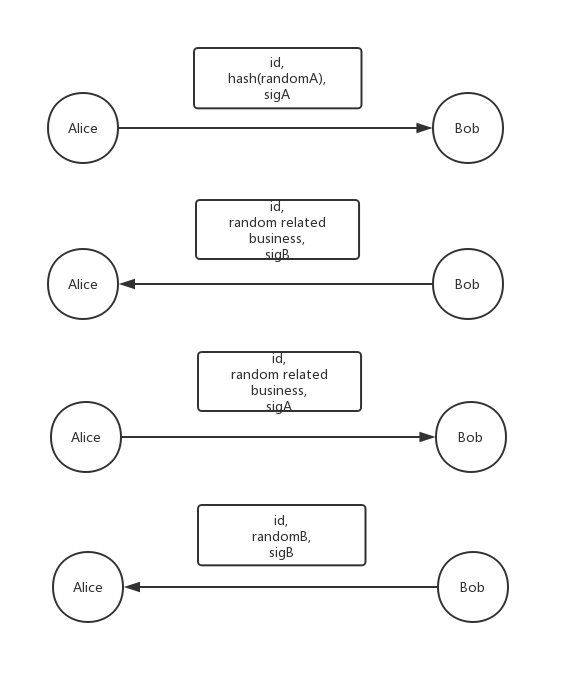 id,
hash(randomA),
sigA
Alice
Bob
id,
random related
business,
sigB
Alice
Bob
id,
random related
business,
sigA
Alice
Bob
id,
randomB,
sigB
Alice
Bob